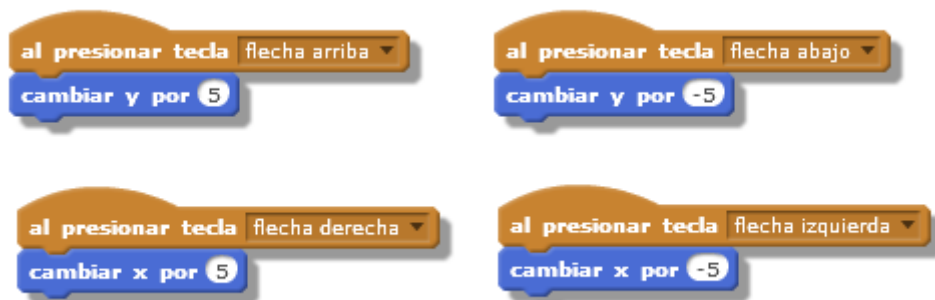 al presionar tecla flecha arriba
cambiar y por 5
al presionar tecla flecha abajo
cambiar y por -5
al presionar tecla flecha derecha
cambiar x por 5
al presionar tecla flecha izquierda
cambiar x por -5